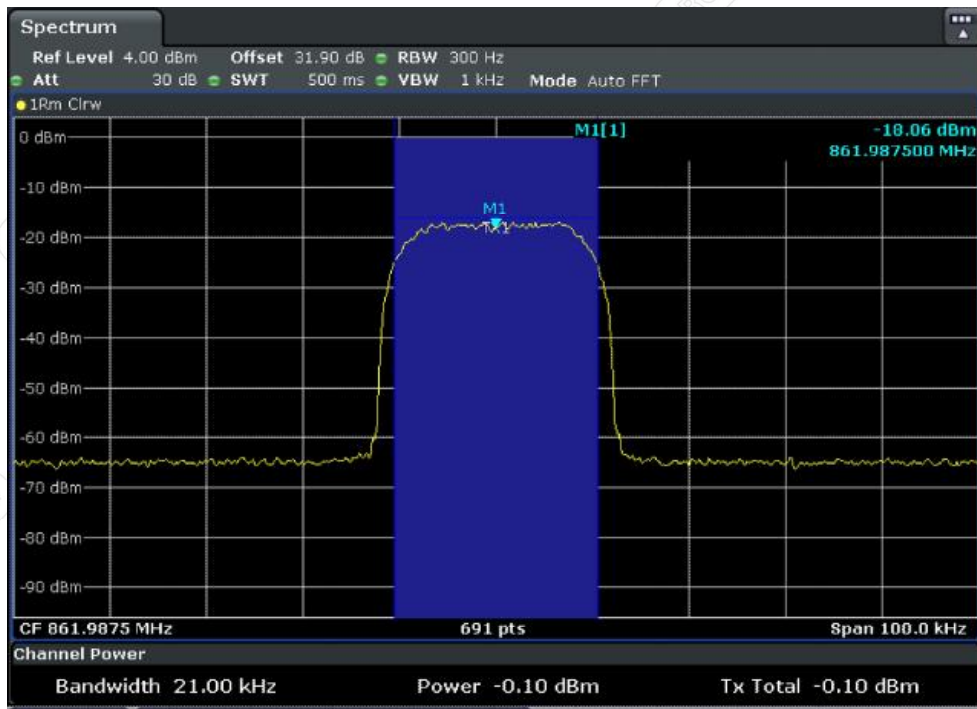 Spectrum
Ref Level 4.00 dBm Offset 31.90 dB RBW 300 Hz
Att 30 dB SWT 500 ms VBW 1 kHz Mode Auto FFT
1Rm Clrw
0 dBm
M1[1] -18.06 dBm
861.987500 MHz
-10 dBm
M1
-20 dBm
-30 dBm
-40 dBm
-50 dBm
-60 dBm
-70 dBm
-80 dBm
-90 dBm
CF 861.9875 MHz 691 pts Span 100.0 kHz
Channel Power
Bandwidth 21.00 kHz Power -0.10 dBm Tx Total -0.10 dBm